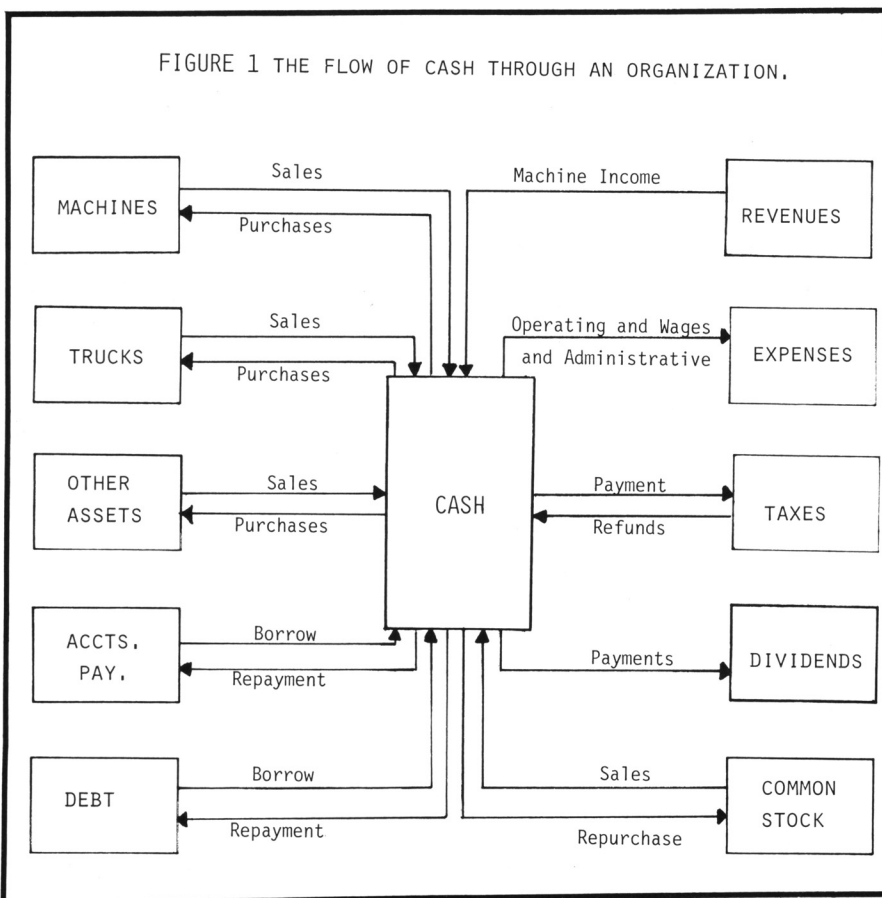 FIGURE 1 THE FLOW OF CASH THROUGH AN ORGANIZATION.
MACHINES
Sales
Purchases
Machine Income
REVENUES
TRUCKS
Sales
Purchases
Operating and Wages
and Administrative
EXPENSES
OTHER
ASSETS
Sales
Purchases
CASH
Payment
Refunds
TAXES
ACCTS.
PAY.
Borrow
Repayment
Payments
DIVIDENDS
DEBT
Borrow
Repayment
Sales
Repurchase
COMMON
STOCK